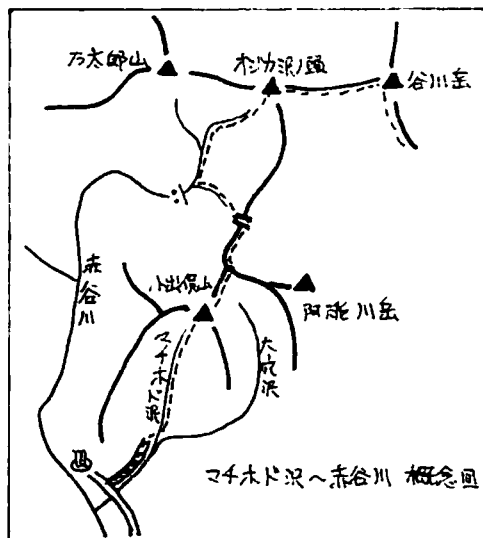 万太郎山
オジカ沢ノ頭
谷川岳
赤谷川
小出俣山
阿能川岳
マチホド沢
大穴沢
マチホド沢～赤谷川 概念図